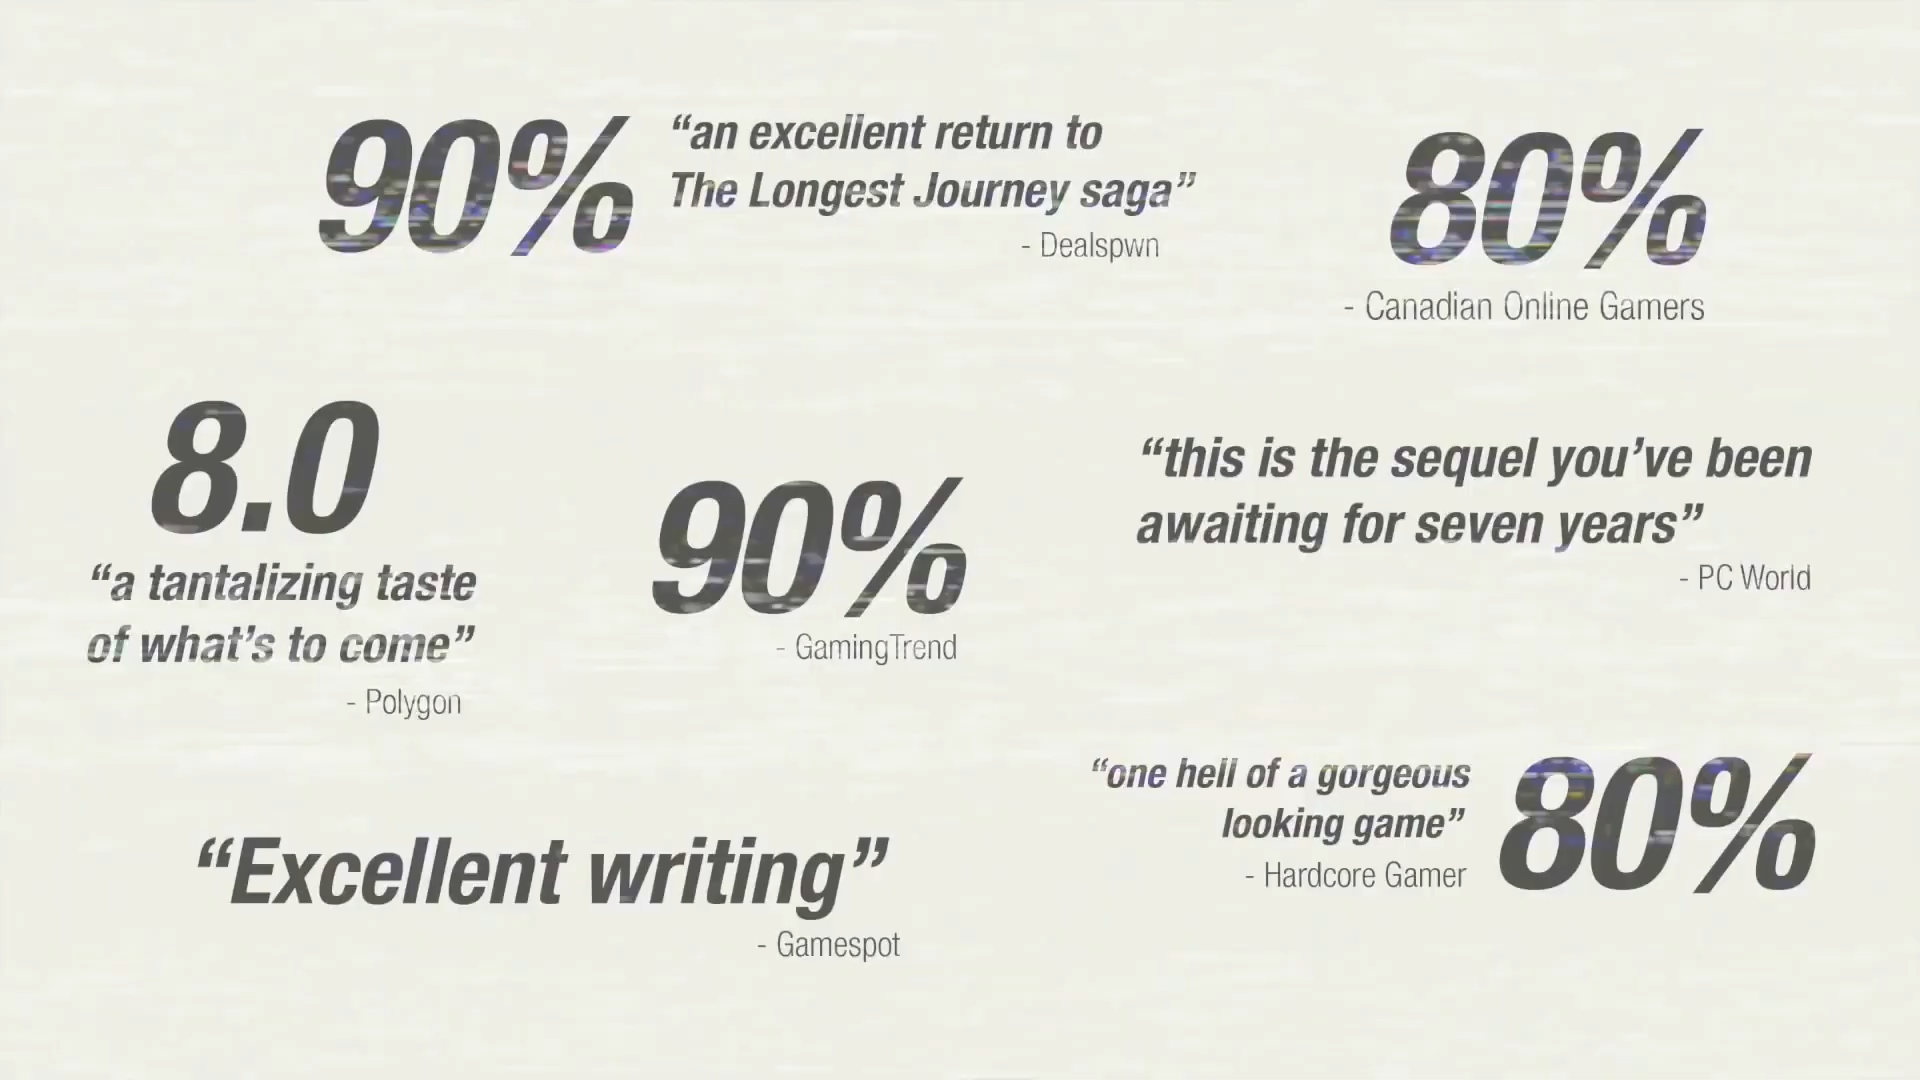 90%
“an excellent return to
The Longest Journey saga”
- Dealspwn
80%
- Canadian Online Gamers
8.0
“a tantalizing taste
of what’s to come”
- Polygon
90%
- GamingTrend
“this is the sequel you’ve been
awaiting for seven years”
- PC World
“Excellent writing”
- Gamespot
“one hell of a gorgeous
looking game”
- Hardcore Gamer
80%